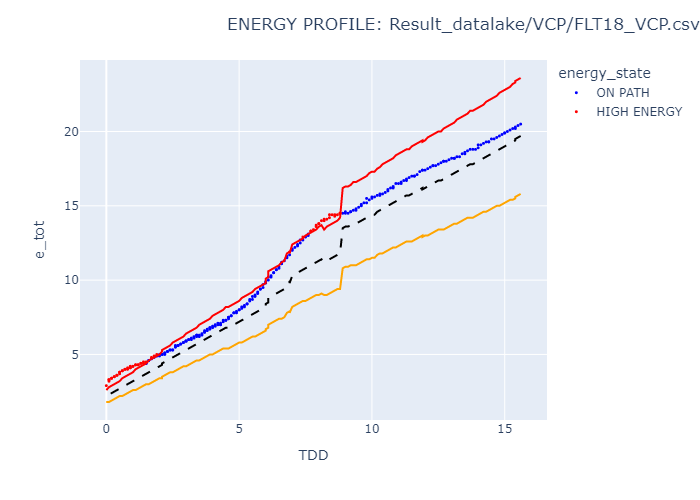 ENERGY PROFILE: Result_datalake/VCP/FLT18_VCP.csv
energy_state
ON PATH
HIGH ENERGY
e_tot
20
15
10
5
0
5
10
15
TDD